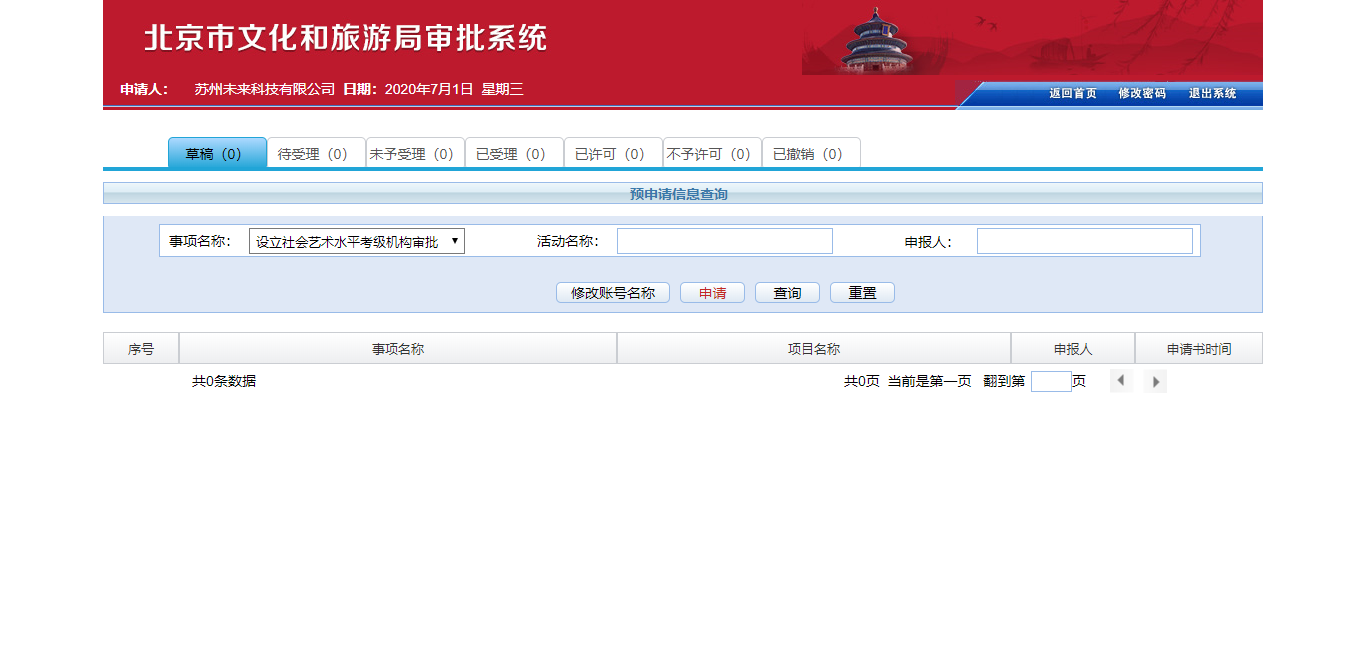 北京市文化和旅游局审批系统
申请人： 苏州未来科技有限公司 日期：2020年7月1日 星期三
返回首页 修改密码 退出系统
草稿（0） 待受理（0） 未予受理（0） 已受理（0） 已许可（0） 不予许可（0） 已撤销（0）
预申请信息查询
事项名称： 设立社会艺术水平考级机构审批 活动名称： 申报人：
修改账号名称 申请 查询 重置
序号 事项名称 项目名称 申报人 申请书时间
共0条数据 共0页 当前是第一页 翻到第 页